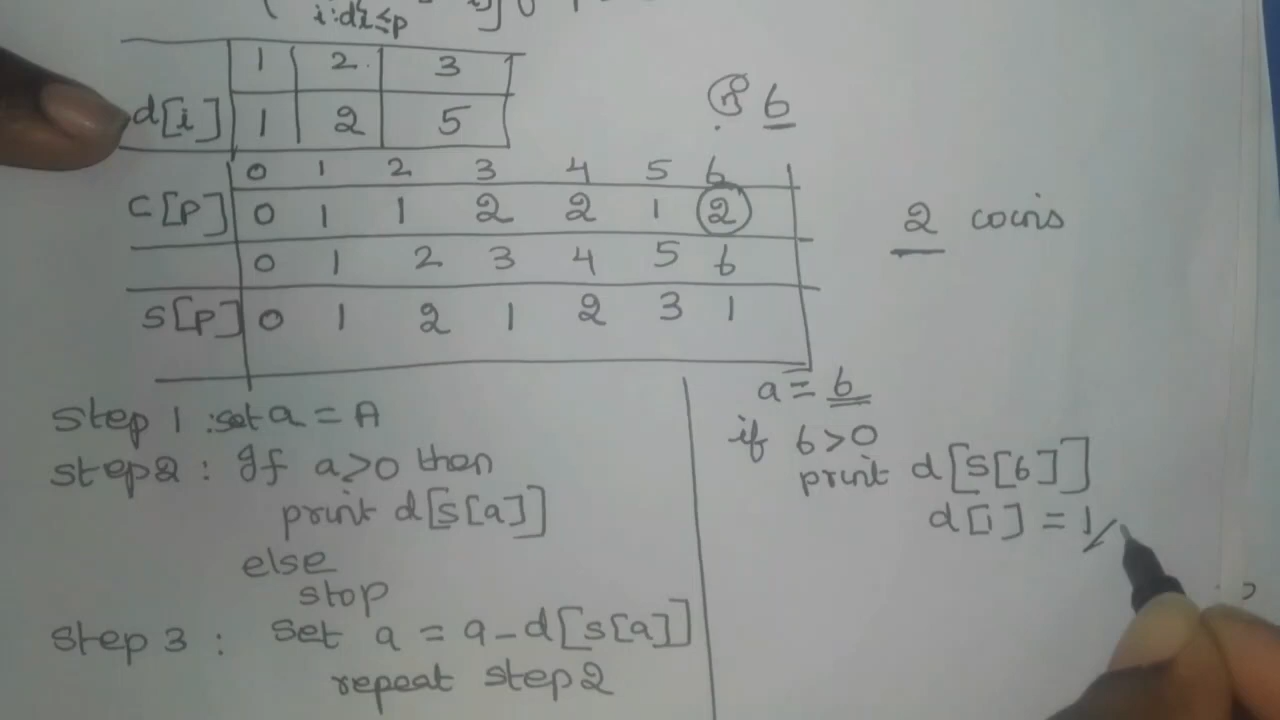 i:di≤p
1 2 3
d[i] 1 2 5
6
0 1 2 3 4 5 6
C[p] 0 1 1 2 2 1 2
2 coins
0 1 2 3 4 5 6
S[p] 0 1 2 1 2 3 1
Step 1 : set a = A
step 2 : If a>0 then
print d[s[a]]
else
stop
step 3 : set a = a-d[s[a]]
repeat step 2
a = 6
if 6>0
print d[S[6]]
d[1] = 1